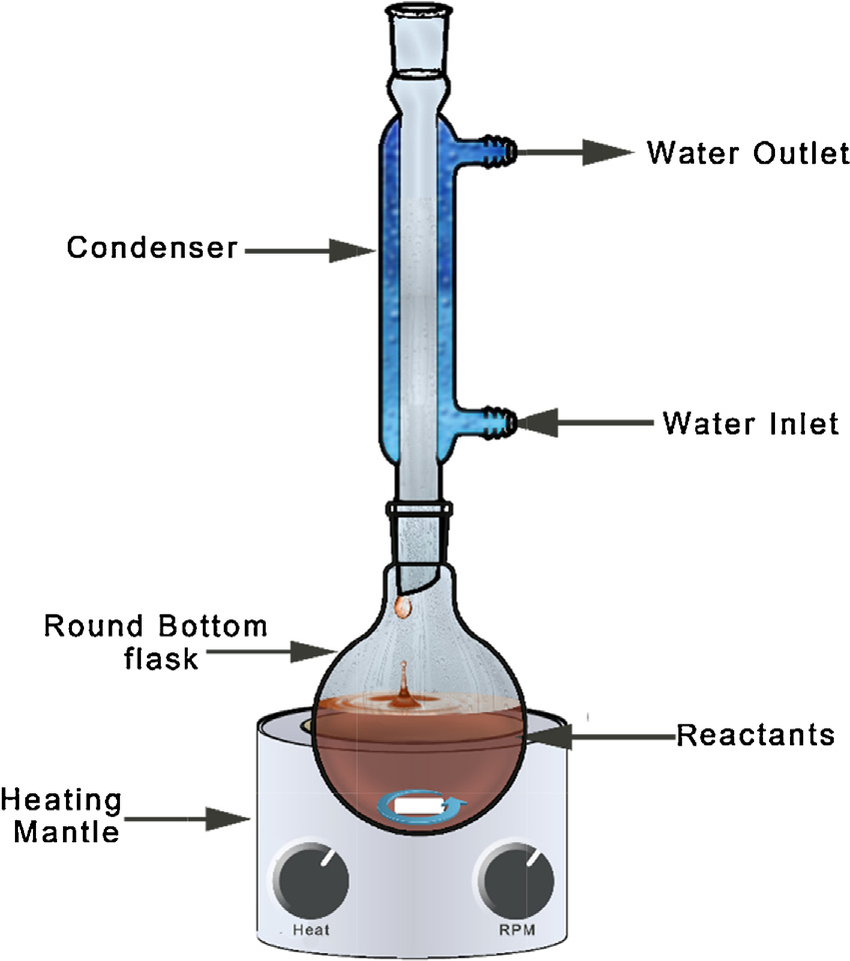 Water Outlet
Condenser
Water Inlet
Round Bottom
flask
Reactants
Heating
Mantle
Heat
RPM